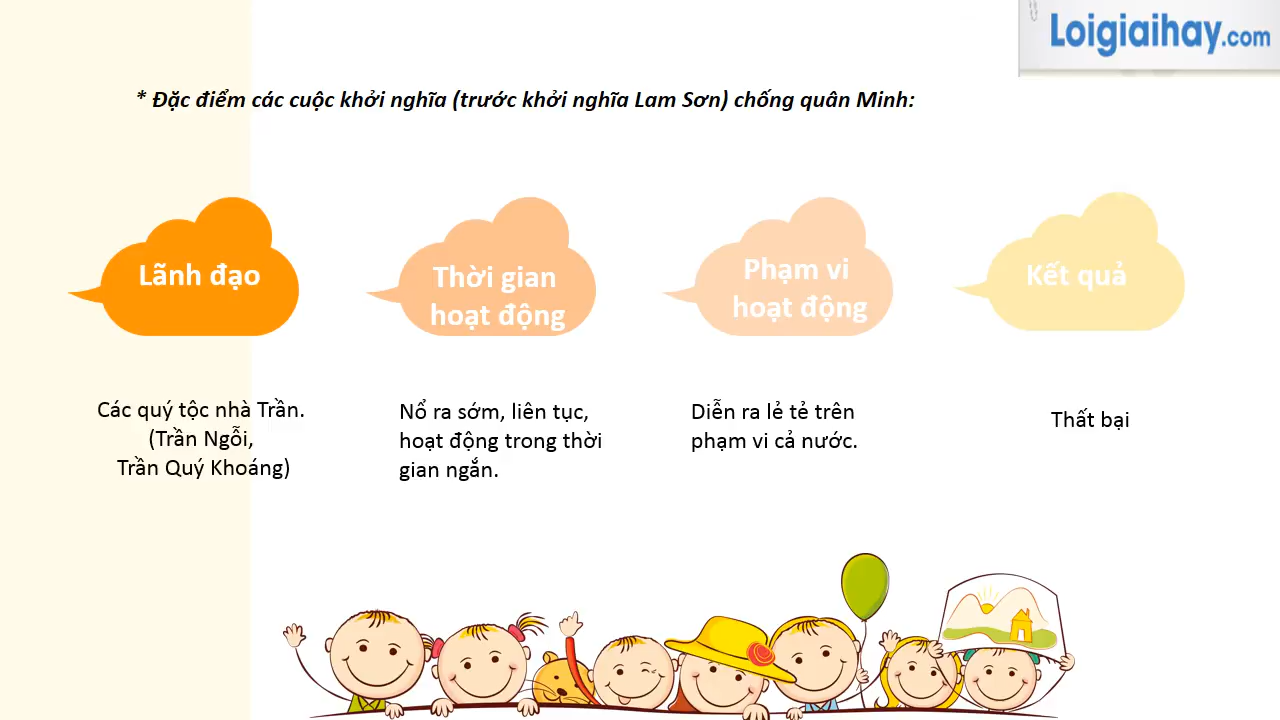 Loigiaihay.com
* Đặc điểm các cuộc khởi nghĩa (trước khởi nghĩa Lam Sơn) chống quân Minh:
Lãnh đạo
Thời gian
hoạt động
Phạm vi
hoạt động
Kết quả
Các quý tộc nhà Trần.
(Trần Ngỗi,
Trần Quý Khoáng)
Nổ ra sớm, liên tục,
hoạt động trong thời
gian ngắn.
Diễn ra lẻ tẻ trên
phạm vi cả nước.
Thất bại